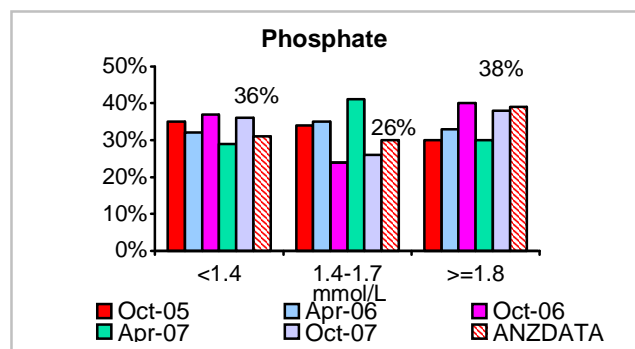 Phosphate
50%
40%
30%
20%
10%
0%
36%
26%
38%
<1.4
1.4-1.7
>=1.8
mmol/L
Oct-05
Apr-06
Oct-06
Apr-07
Oct-07
ANZDATA